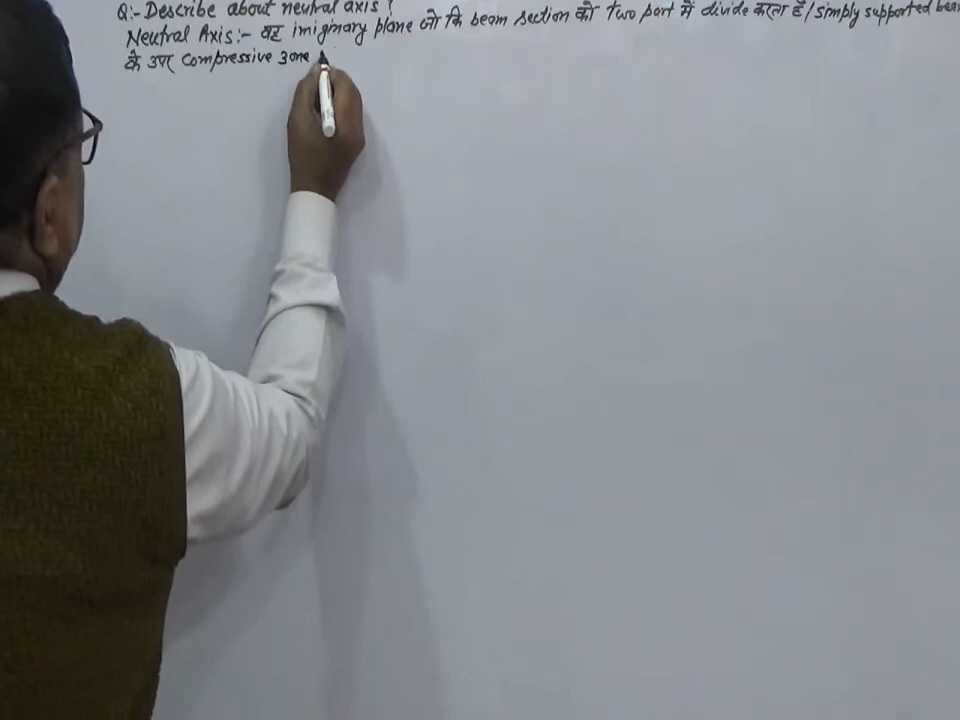 Q:- Describe about neutral axis?
Neutral Axis:- वह imiginary plane जो कि beam section को Two part में divide करता है/simply supported beam
के उपर compressive zone